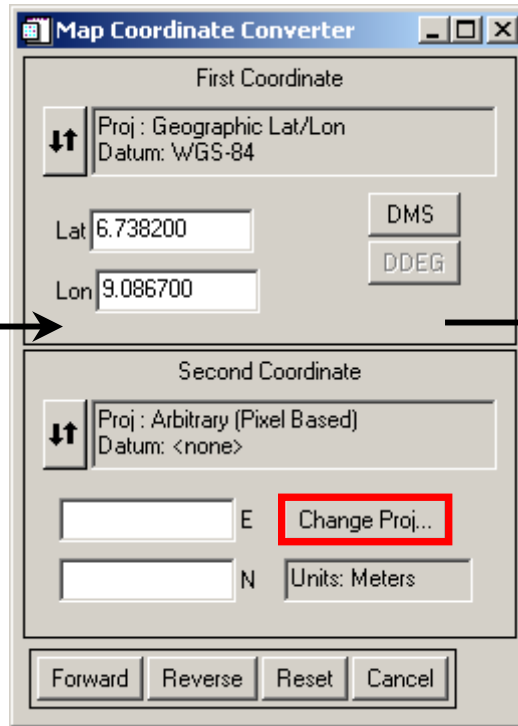 Map Coordinate Converter
First Coordinate
Proj : Geographic Lat/Lon
Datum: WGS-84
Lat 6.738200
DMS
DDEG
Lon 9.086700
Second Coordinate
Proj : Arbitrary (Pixel Based)
Datum: <none>
E
Change Proj...
N
Units: Meters
Forward Reverse Reset Cancel